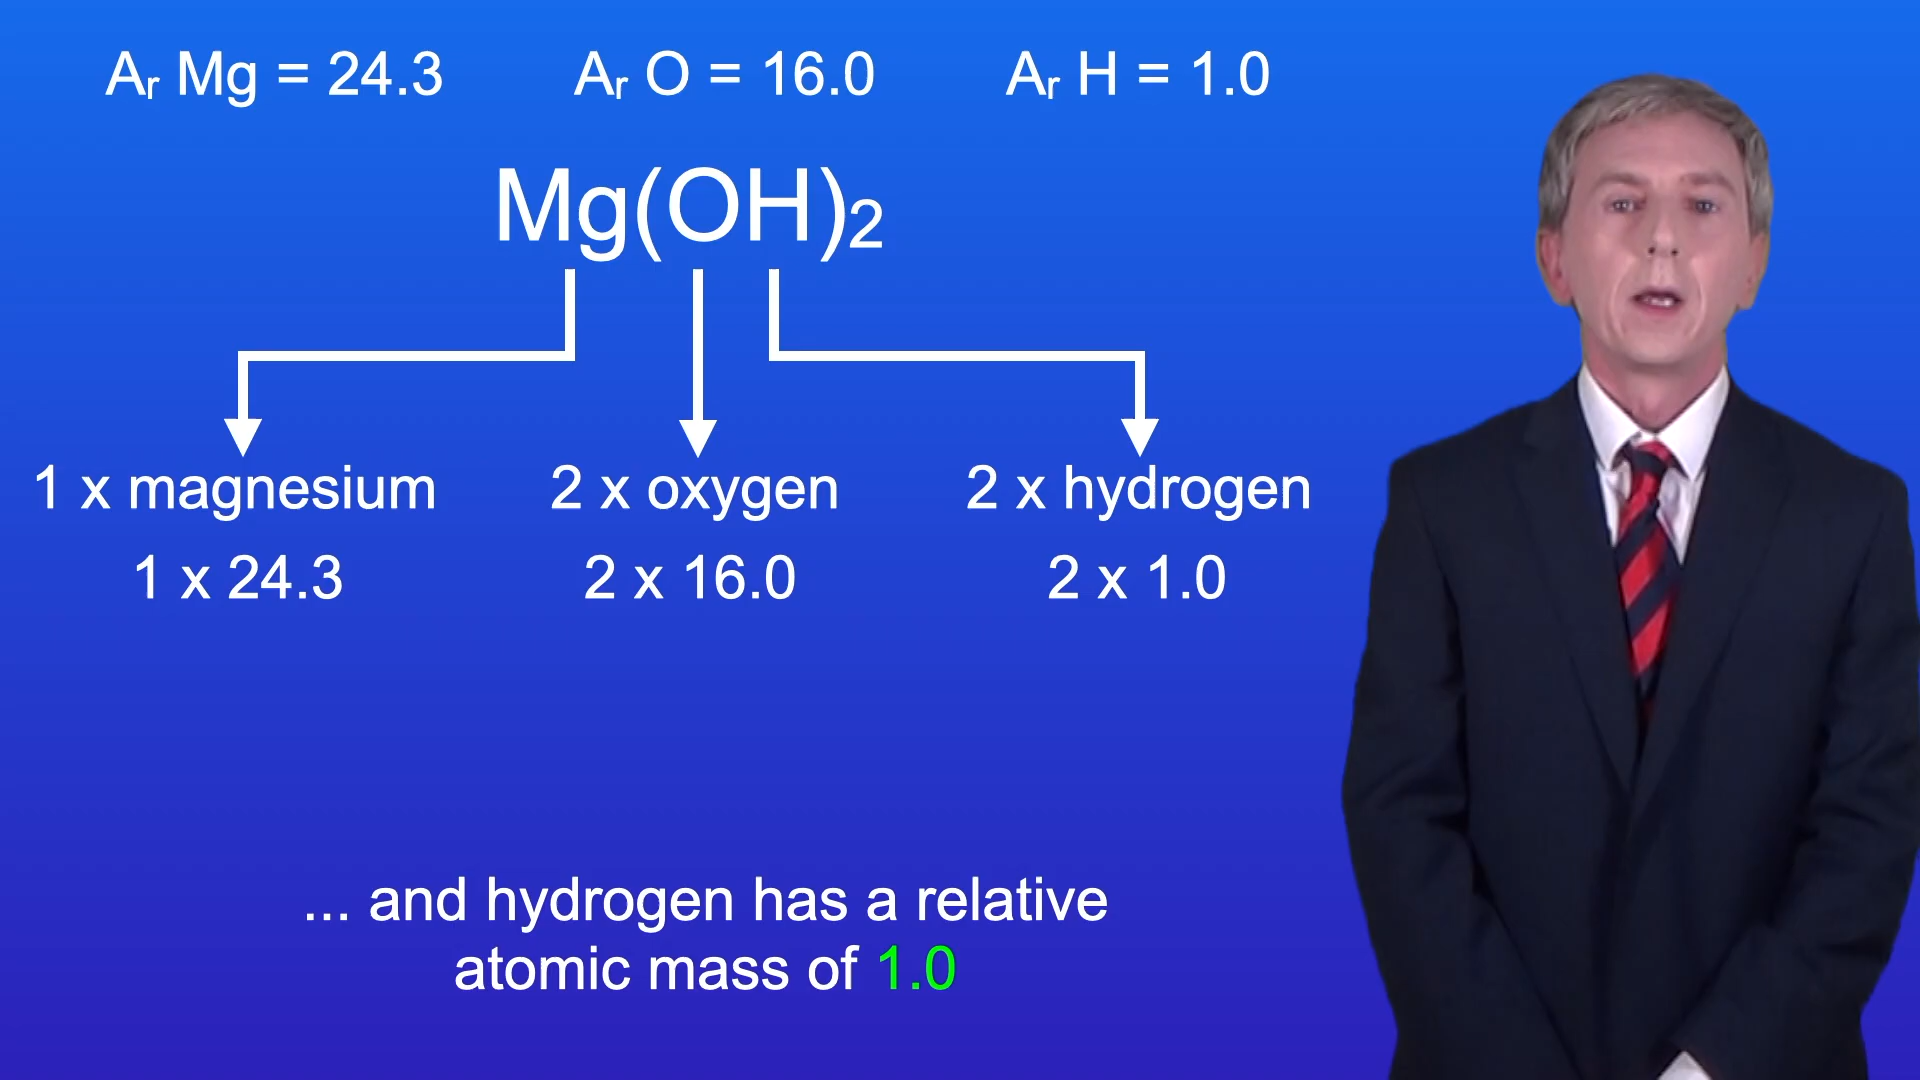 Ar Mg = 24.3 Ar O = 16.0 Ar H = 1.0
Mg(OH)2
1 x magnesium 2 x oxygen 2 x hydrogen
1 x 24.3 2 x 16.0 2 x 1.0
... and hydrogen has a relative
atomic mass of 1.0